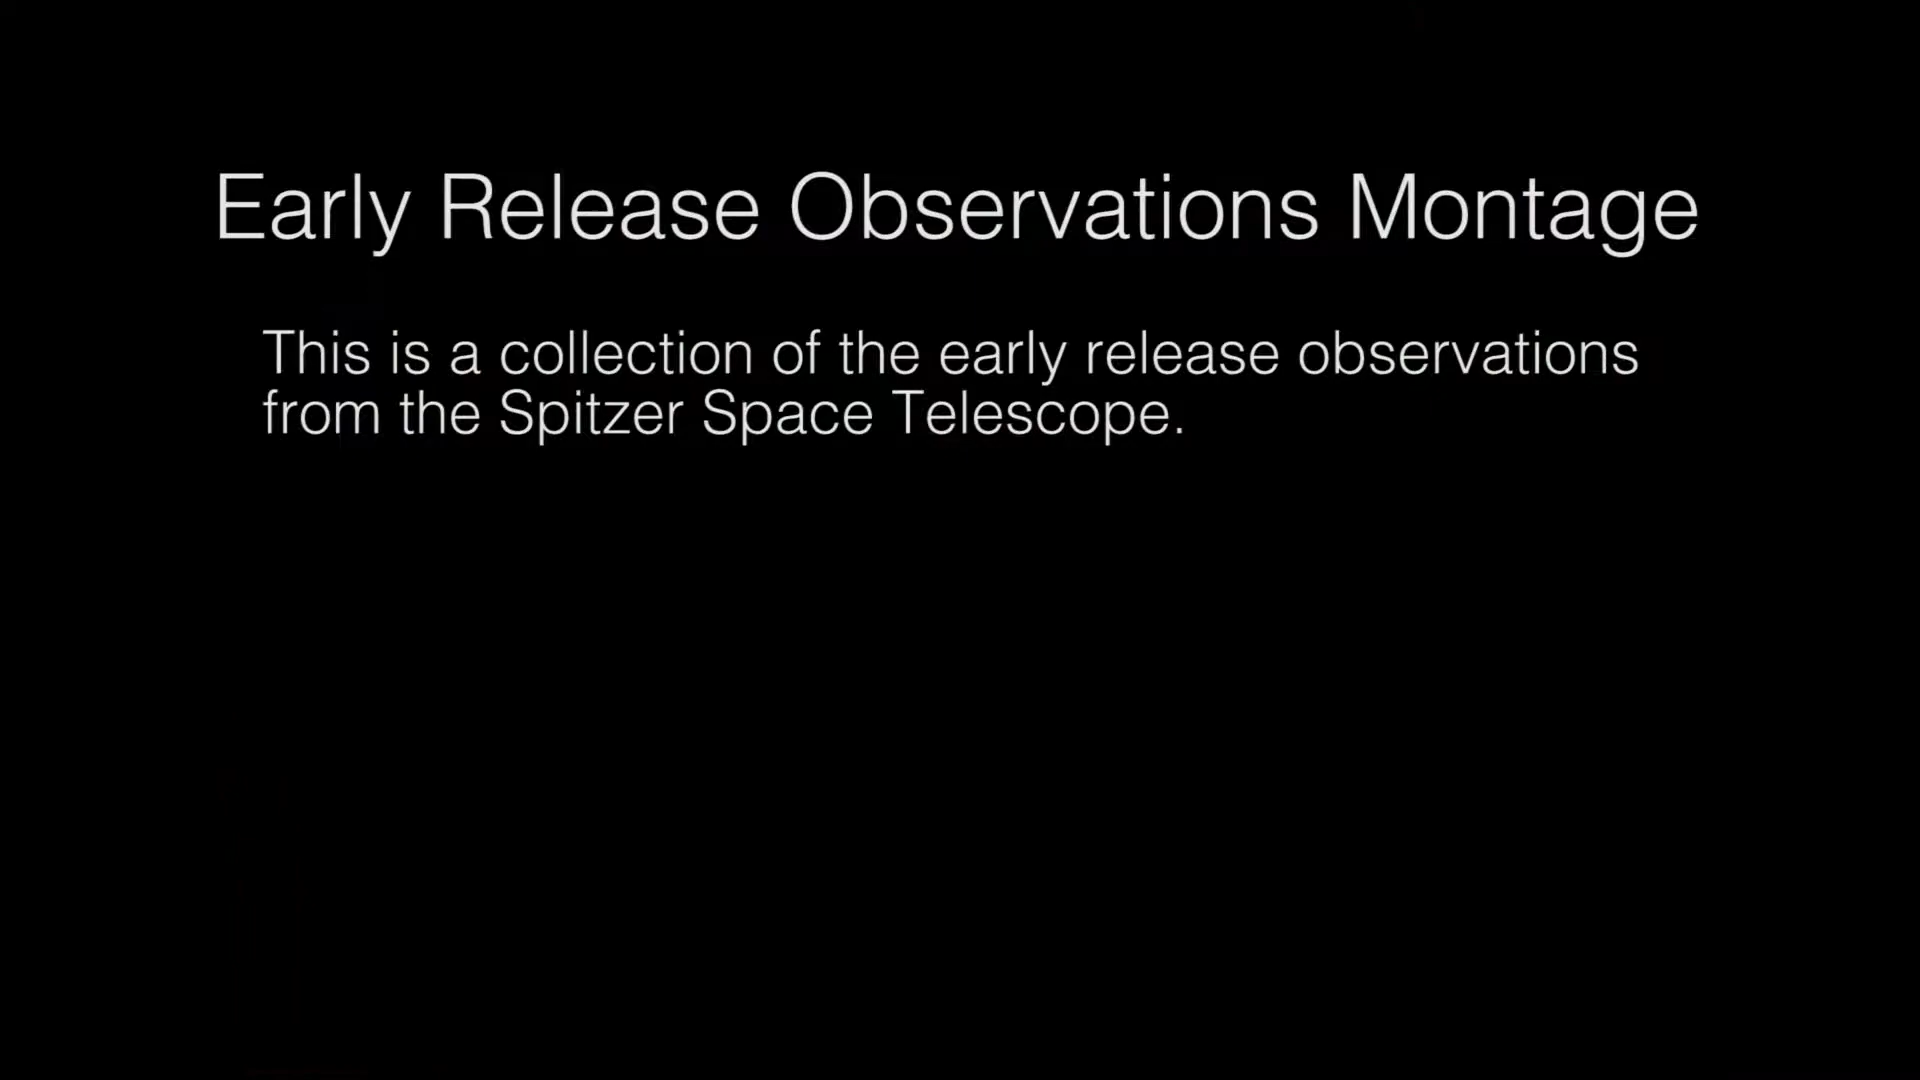 Early Release Observations Montage
This is a collection of the early release observations
from the Spitzer Space Telescope.